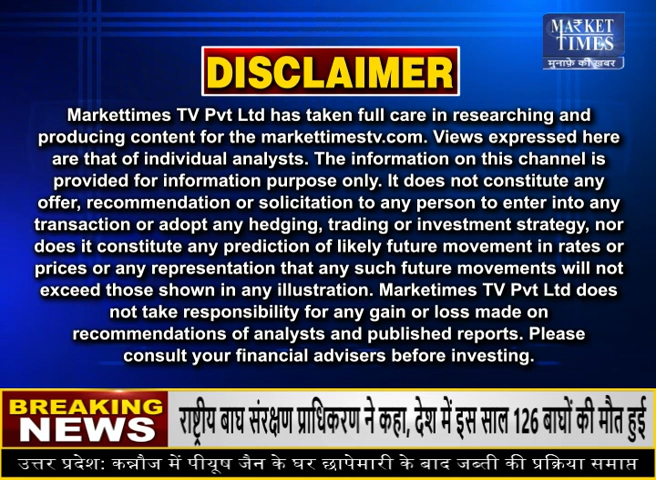 MARKET
TIMES
मुनाफ़े की ख़बर
DISCLAIMER
Markettimes TV Pvt Ltd has taken full care in researching and
producing content for the markettimestv.com. Views expressed here
are that of individual analysts. The information on this channel is
provided for information purpose only. It does not constitute any
offer, recommendation or solicitation to any person to enter into any
transaction or adopt any hedging, trading or investment strategy, nor
does it constitute any prediction of likely future movement in rates or
prices or any representation that any such future movements will not
exceed those shown in any illustration. Marketimes TV Pvt Ltd does
not take responsibility for any gain or loss made on
recommendations of analysts and published reports. Please
consult your financial advisers before investing.
BREAKING
NEWS
राष्ट्रीय बाघ संरक्षण प्राधिकरण ने कहा, देश में इस साल 126 बाघों की मौत हुई
उत्तर प्रदेश: कन्नौज में पीयूष जैन के घर छापेमारी के बाद जब्ती की प्रक्रिया समाप्त